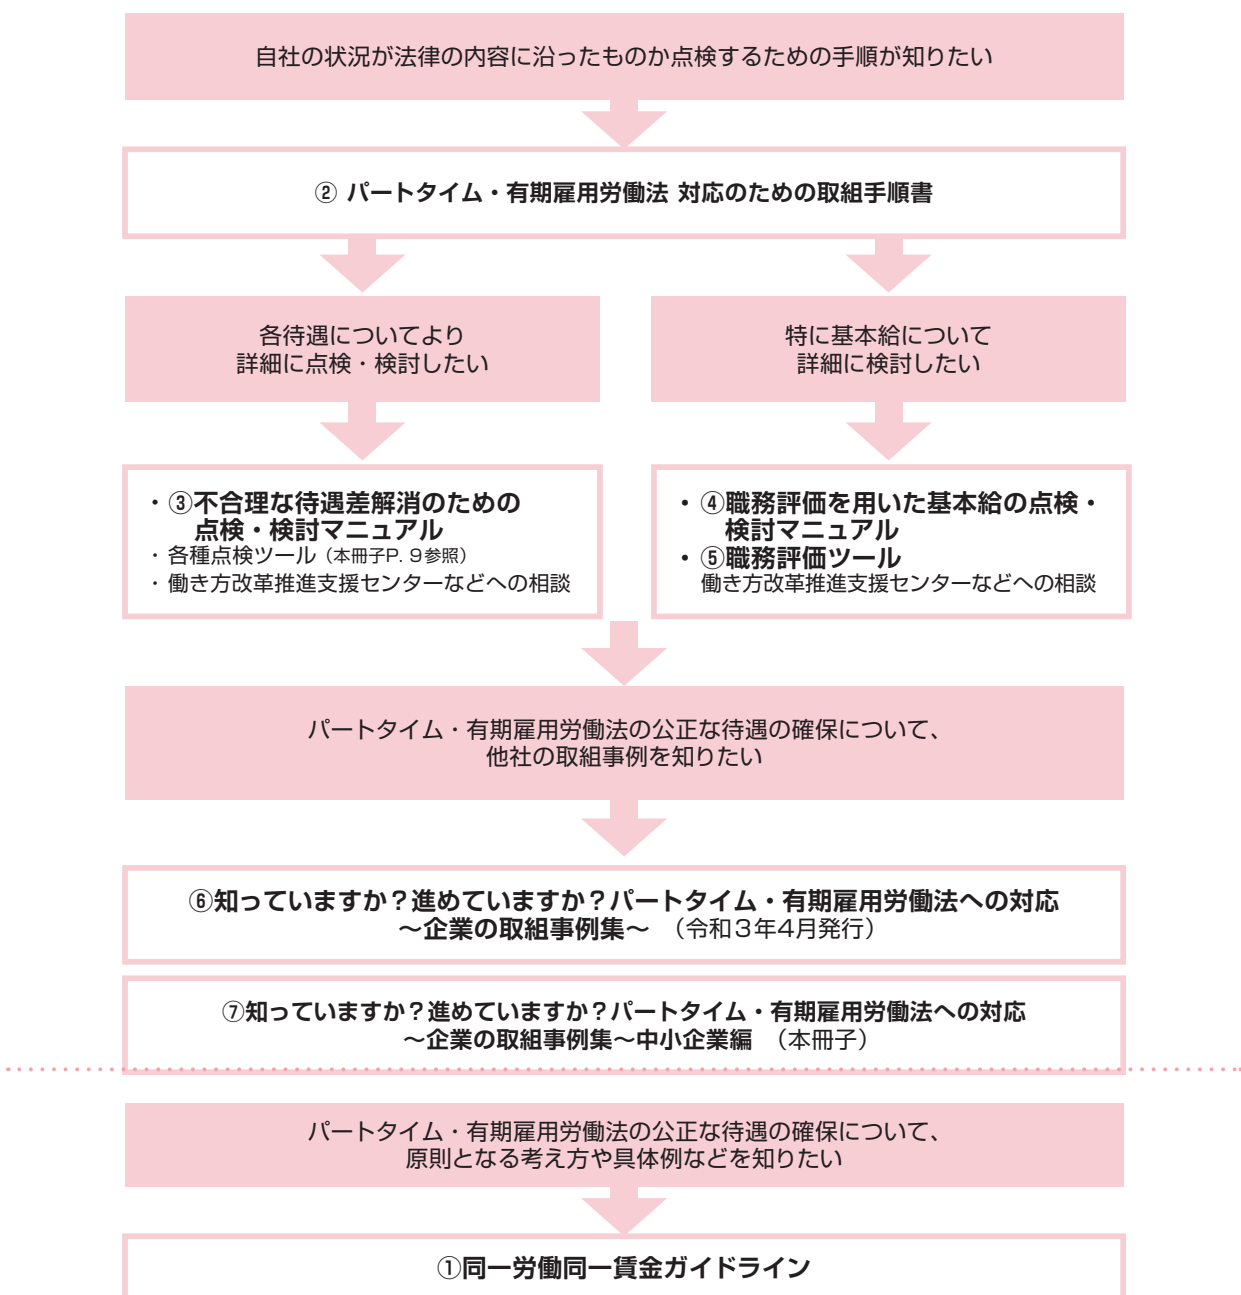 自社の状況が法律の内容に沿ったものか点検するための手順が知りたい
② パートタイム・有期雇用労働法 対応のための取組手順書
各待遇についてより
詳細に点検・検討したい
特に基本給について
詳細に検討したい
・③不合理な待遇差解消のための
点検・検討マニュアル
・各種点検ツール（本冊子P. 9参照）
・働き方改革推進支援センターなどへの相談
・④職務評価を用いた基本給の点検・
検討マニュアル
・⑤職務評価ツール
働き方改革推進支援センターなどへの相談
パートタイム・有期雇用労働法の公正な待遇の確保について、
他社の取組事例を知りたい
⑥知っていますか？進めていますか？パートタイム・有期雇用労働法への対応
～企業の取組事例集～ （令和3年4月発行）
⑦知っていますか？進めていますか？パートタイム・有期雇用労働法への対応
～企業の取組事例集～中小企業編 （本冊子）
パートタイム・有期雇用労働法の公正な待遇の確保について、
原則となる考え方や具体例などを知りたい
①同一労働同一賃金ガイドライン